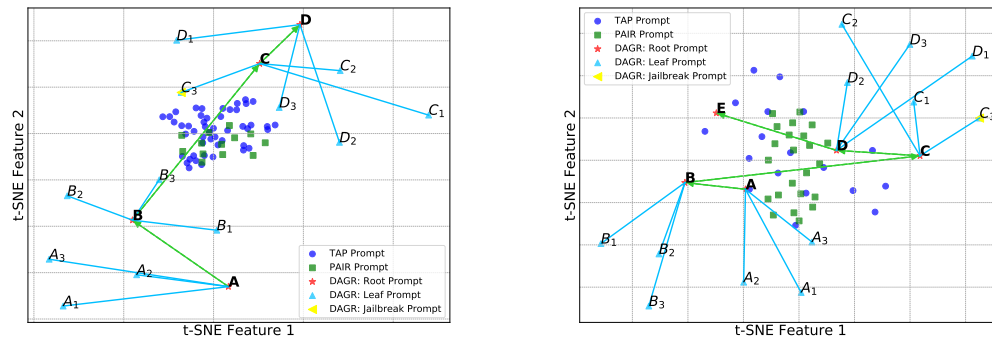 D
D₁
C
C₂
C₃
D₃
C₁
D₂
B₃
B₂
B
B₁
A₃
A₂
A
A₁
TAP Prompt
PAIR Prompt
DAGR: Root Prompt
DAGR: Leaf Prompt
DAGR: Jailbreak Prompt
t-SNE Feature 1
t-SNE Feature 2
TAP Prompt
PAIR Prompt
DAGR: Root Prompt
DAGR: Leaf Prompt
DAGR: Jailbreak Prompt
C₂
D₃
D₁
D₂
C₁
E
D
C
B
A
B₁
B₂
A₃
A₂
A₁
B₃
t-SNE Feature 1
t-SNE Feature 2